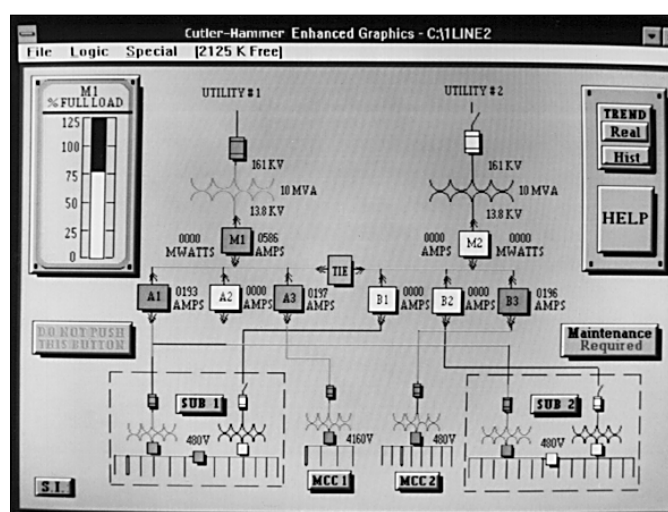 Cutler-Hammer Enhanced Graphics - C:\1LINE2
File Logic Special [2125 K Free]
M1
% FULL LOAD
125
100
75
50
25
0
UTILITY # 1
UTILITY # 2
161 KV
161 KV
10 MVA
10 MVA
13.8 KV
13.8 KV
TREND
Real
Hist
HELP
0000
MWATTS
M1
0586
AMPS
0000
AMPS
M2
0000
MWATTS
TIE
A1
0193
AMPS
A2
0000
AMPS
A3
0197
AMPS
B1
0000
AMPS
B2
0000
AMPS
B3
0196
AMPS
DO NOT PUSH
THIS BUTTON
Maintenance
Required
SUB 1
SUB 2
480V
4160V
480V
480V
MCC 1
MCC 2
S.I.